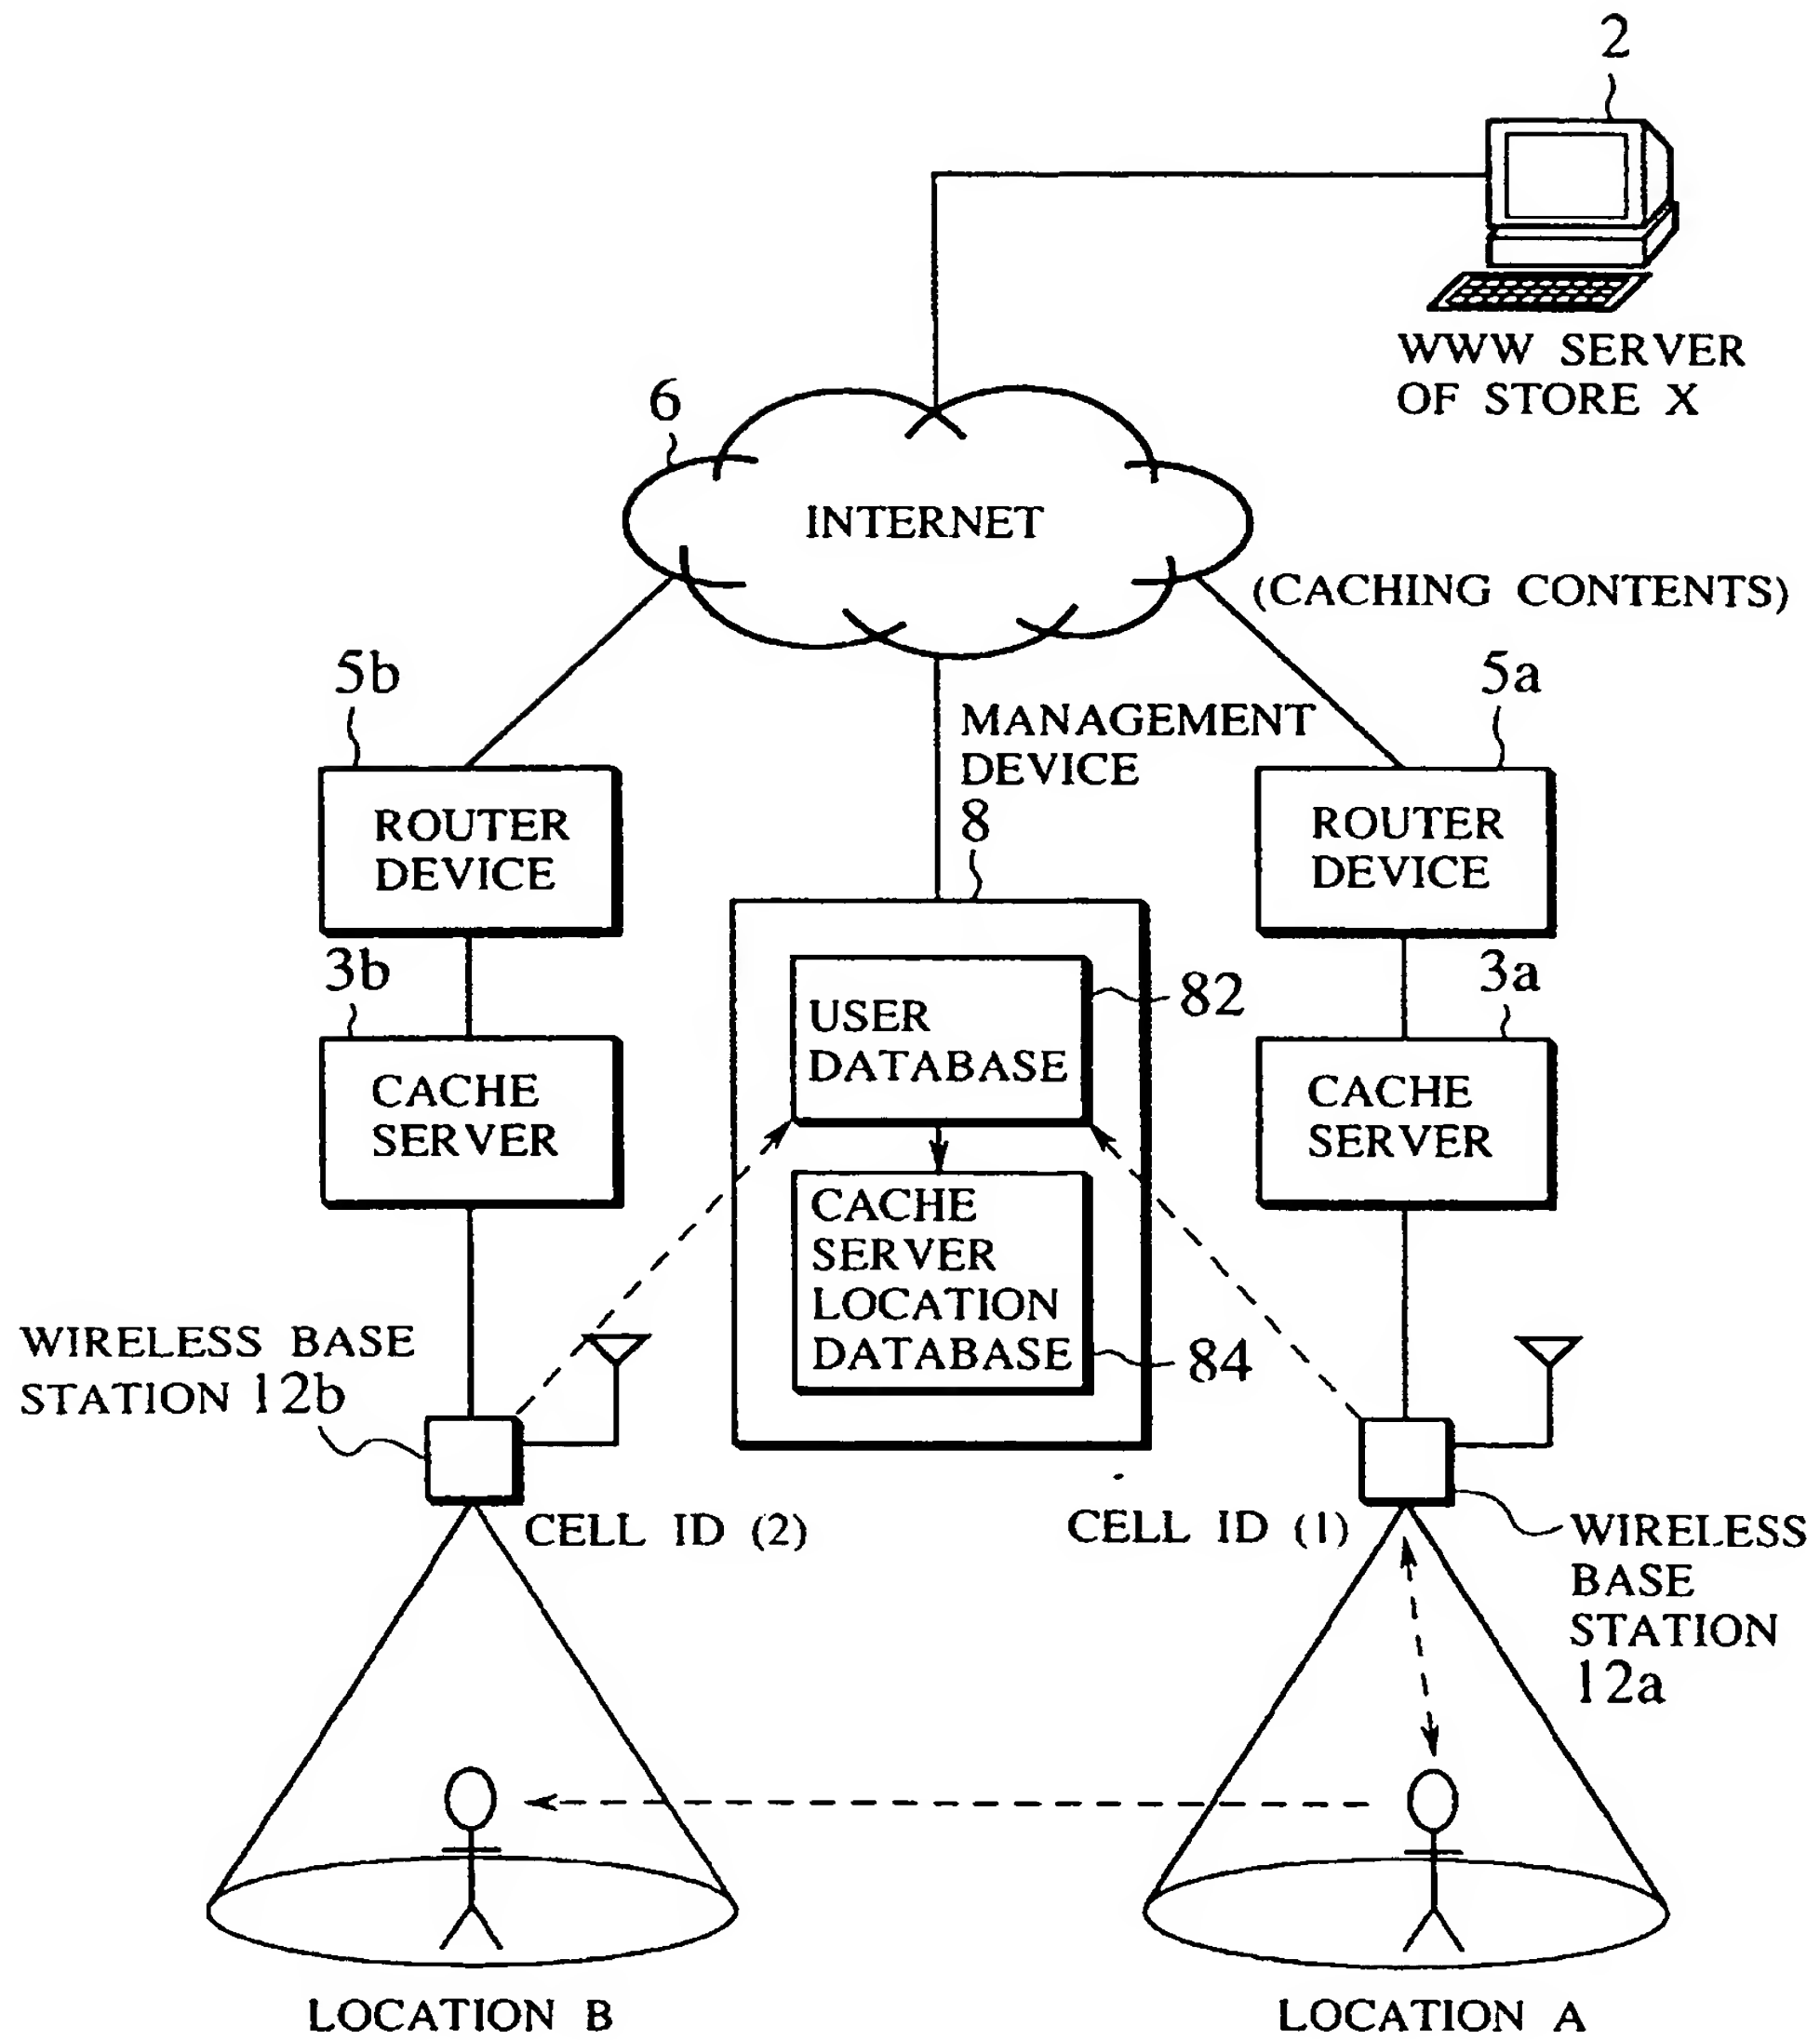 2
WWW SERVER
OF STORE X
6
INTERNET
(CACHING CONTENTS)
5b
MANAGEMENT
DEVICE
8
5a
ROUTER
DEVICE
ROUTER
DEVICE
3b
82
3a
USER
DATABASE
CACHE
SERVER
CACHE
SERVER
CACHE
SERVER
LOCATION
DATABASE
84
WIRELESS BASE
STATION 12b
CELL ID (2)
CELL ID (1)
WIRELESS
BASE
STATION
12a
LOCATION B
LOCATION A